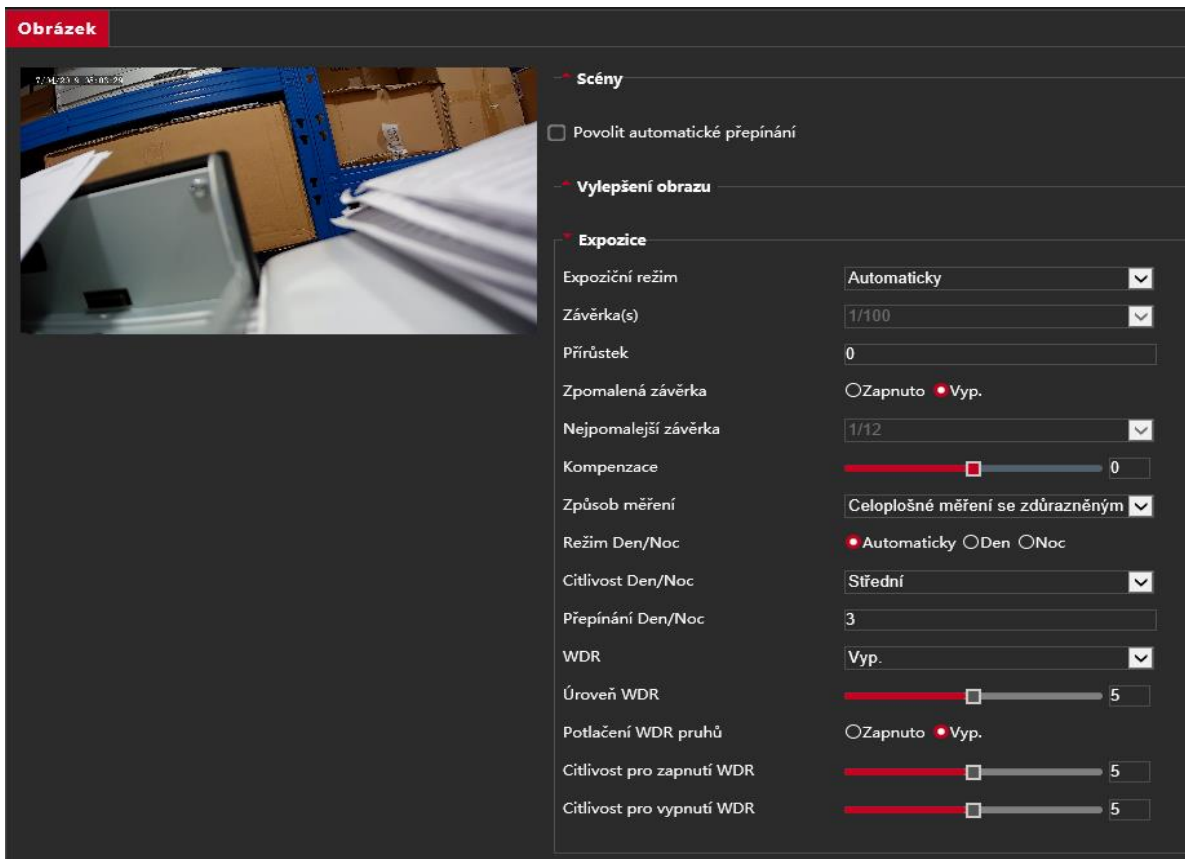 Obrázek
Scény
Povolit automatické přepínání
Vylepšení obrazu
Expozice
Expoziční režim Automaticky
Závěrka(s) 1/100
Přírůstek 0
Zpomalená závěrka Zapnuto Vyp.
Nejpomalejší závěrka 1/12
Kompenzace 0
Způsob měření Celoplošné měření se zdůrazněným
Režim Den/Noc Automaticky Den Noc
Citlivost Den/Noc Střední
Přepínání Den/Noc 3
WDR Vyp.
Úroveň WDR 5
Potlačení WDR pruhů Zapnuto Vyp.
Citlivost pro zapnutí WDR 5
Citlivost pro vypnutí WDR 5